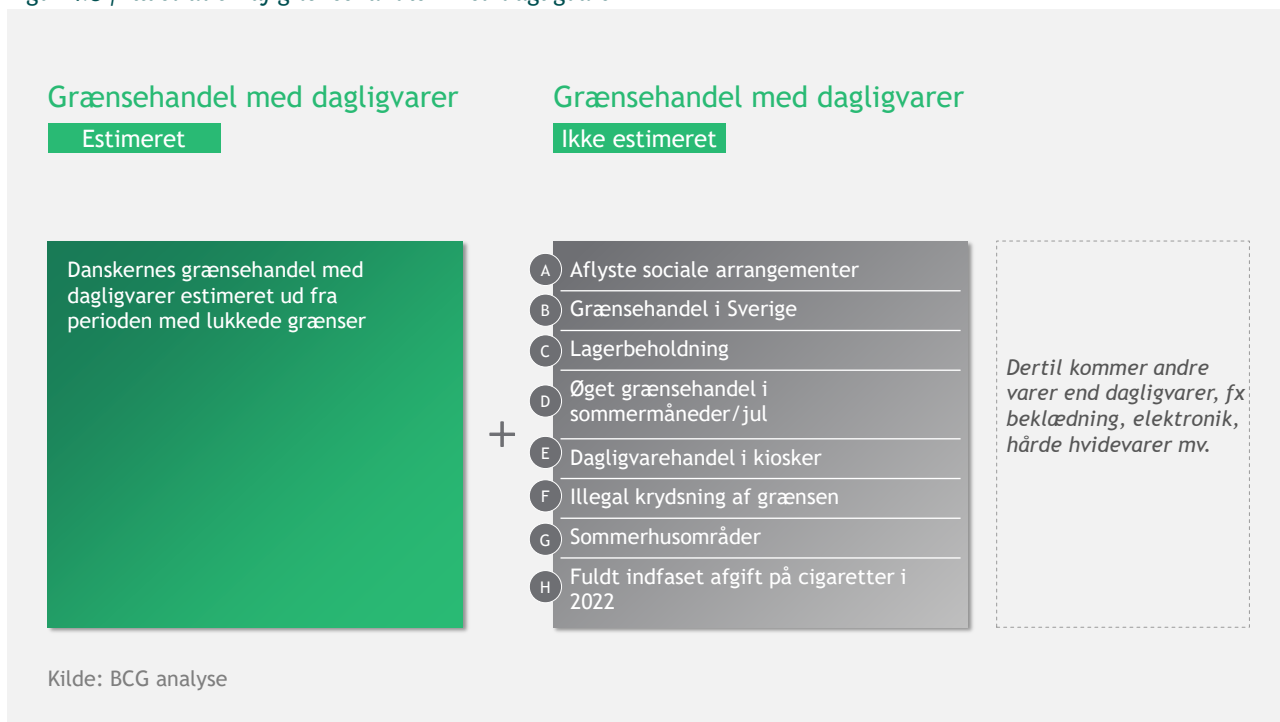 Grænsehandel med dagligvarer
Estimeret
Grænsehandel med dagligvarer
Ikke estimeret
Danskernes grænsehandel med
dagligvarer estimeret ud fra
perioden med lukkede grænser
+
A Aflyste sociale arrangementer
B Grænsehandel i Sverige
C Lagerbeholdning
D Øget grænsehandel i
sommermåneder/jul
E Dagligvarehandel i kiosker
F Illegal krydsning af grænsen
G Sommerhusområder
H Fuldt indfaset afgift på cigaretter i
2022
Dertil kommer andre
varer end dagligvarer, fx
beklædning, elektronik,
hårde hvidevarer mv.
Kilde: BCG analyse